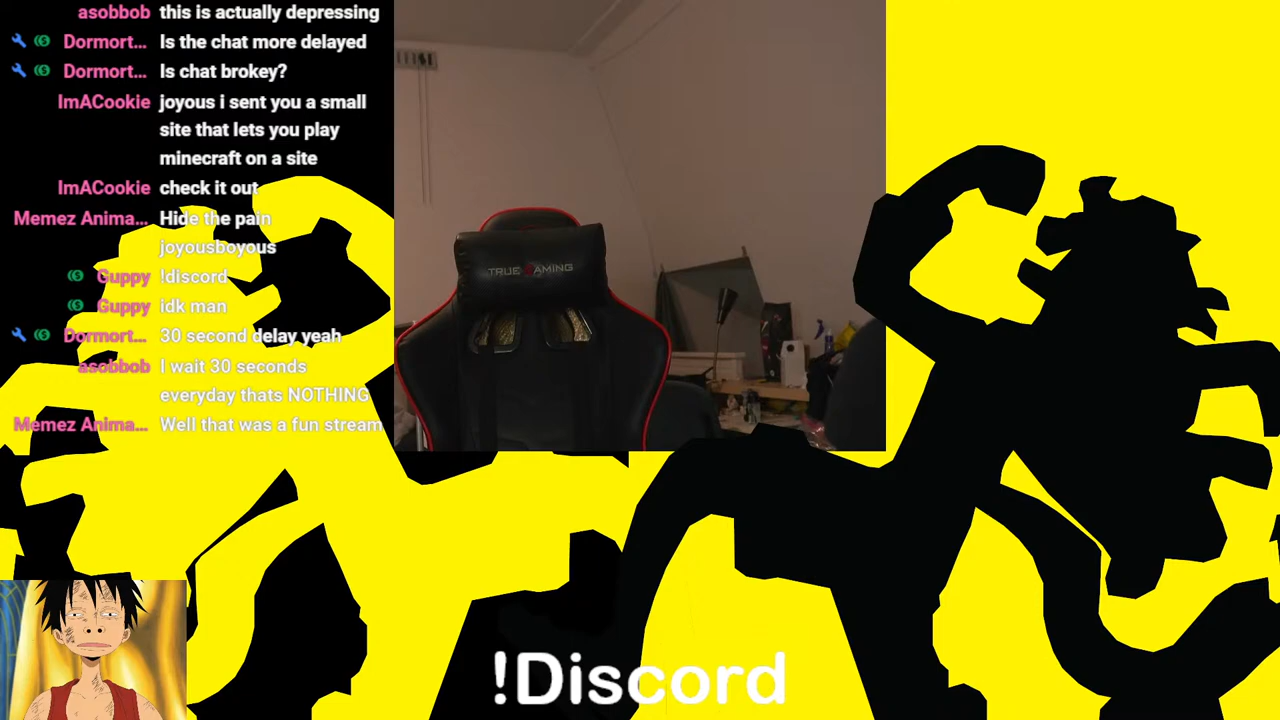 asobbob this is actually depressing
Dormort... Is the chat more delayed
Dormort... Is chat brokey?
ImACookie joyous i sent you a small
site that lets you play
minecraft on a site
ImACookie check it out
Memez Anima... Hide the pain
joyousboyous
Guppy !discord
Guppy idk man
Dormort... 30 second delay yeah
asobbob I wait 30 seconds
everyday thats NOTHING
Memez Anima... Well that was a fun stream
TRUE GAMING
!Discord